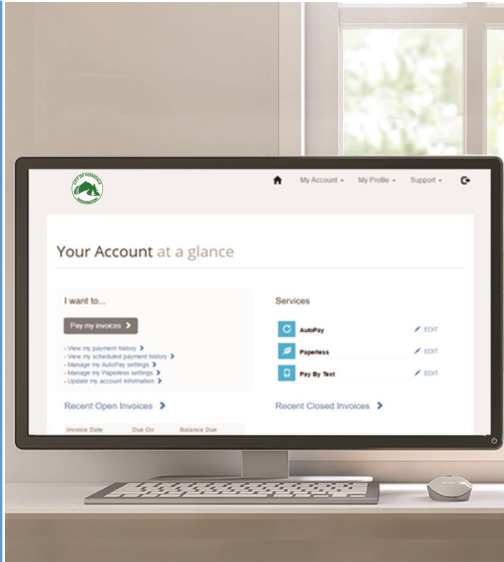 My Account
My Profile
Support
Your Account at a glance
I want to...
Pay my invoices
- View my payment history
- View my scheduled payment history
- Manage my AutoPay settings
- Manage my Paperless settings
- Update my account information
Services
AutoPay
EDIT
Paperless
EDIT
Pay By Text
EDIT
Recent Open Invoices
Recent Closed Invoices
Invoice Date Due On Balance Due